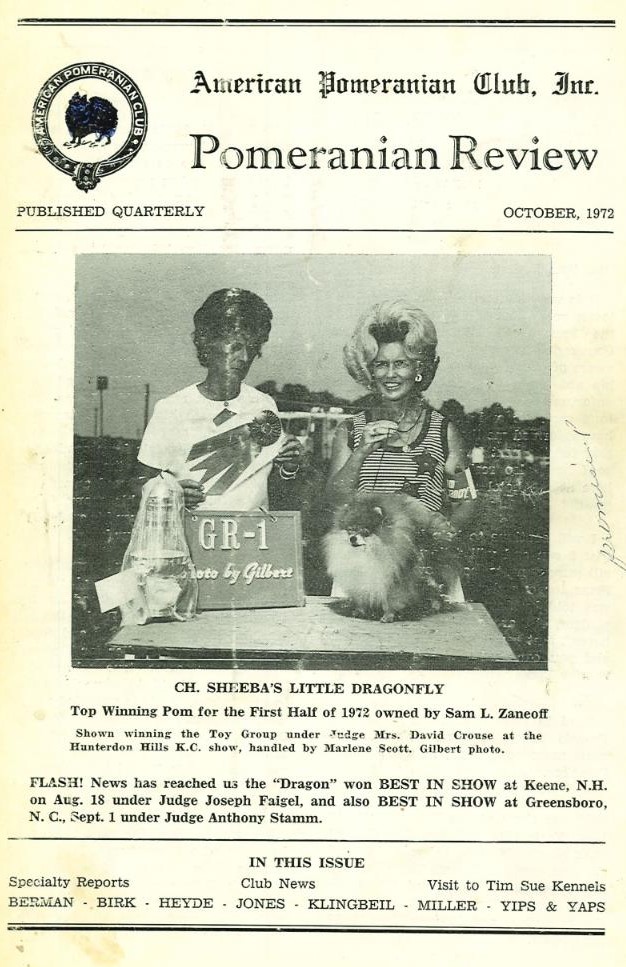 AMERICAN POMERANIAN CLUB
American Pomeranian Club, Inc.
Pomeranian Review
PUBLISHED QUARTERLY OCTOBER, 1972
GR-1
Photo by Gilbert
CH. SHEEBA'S LITTLE DRAGONFLY
Top Winning Pom for the First Half of 1972 owned by Sam L. Zaneoff
Shown winning the Toy Group under Judge Mrs. David Crouse at the
Hunterdon Hills K.C. show, handled by Marlene Scott. Gilbert photo.
FLASH! News has reached us the "Dragon" won BEST IN SHOW at Keene, N.H.
on Aug. 18 under Judge Joseph Faigel, and also BEST IN SHOW at Greensboro,
N. C., Sept. 1 under Judge Anthony Stamm.
IN THIS ISSUE
Specialty Reports Club News Visit to Tim Sue Kennels
BERMAN - BIRK - HEYDE - JONES - KLINGBEIL - MILLER - YIPS & YAPS